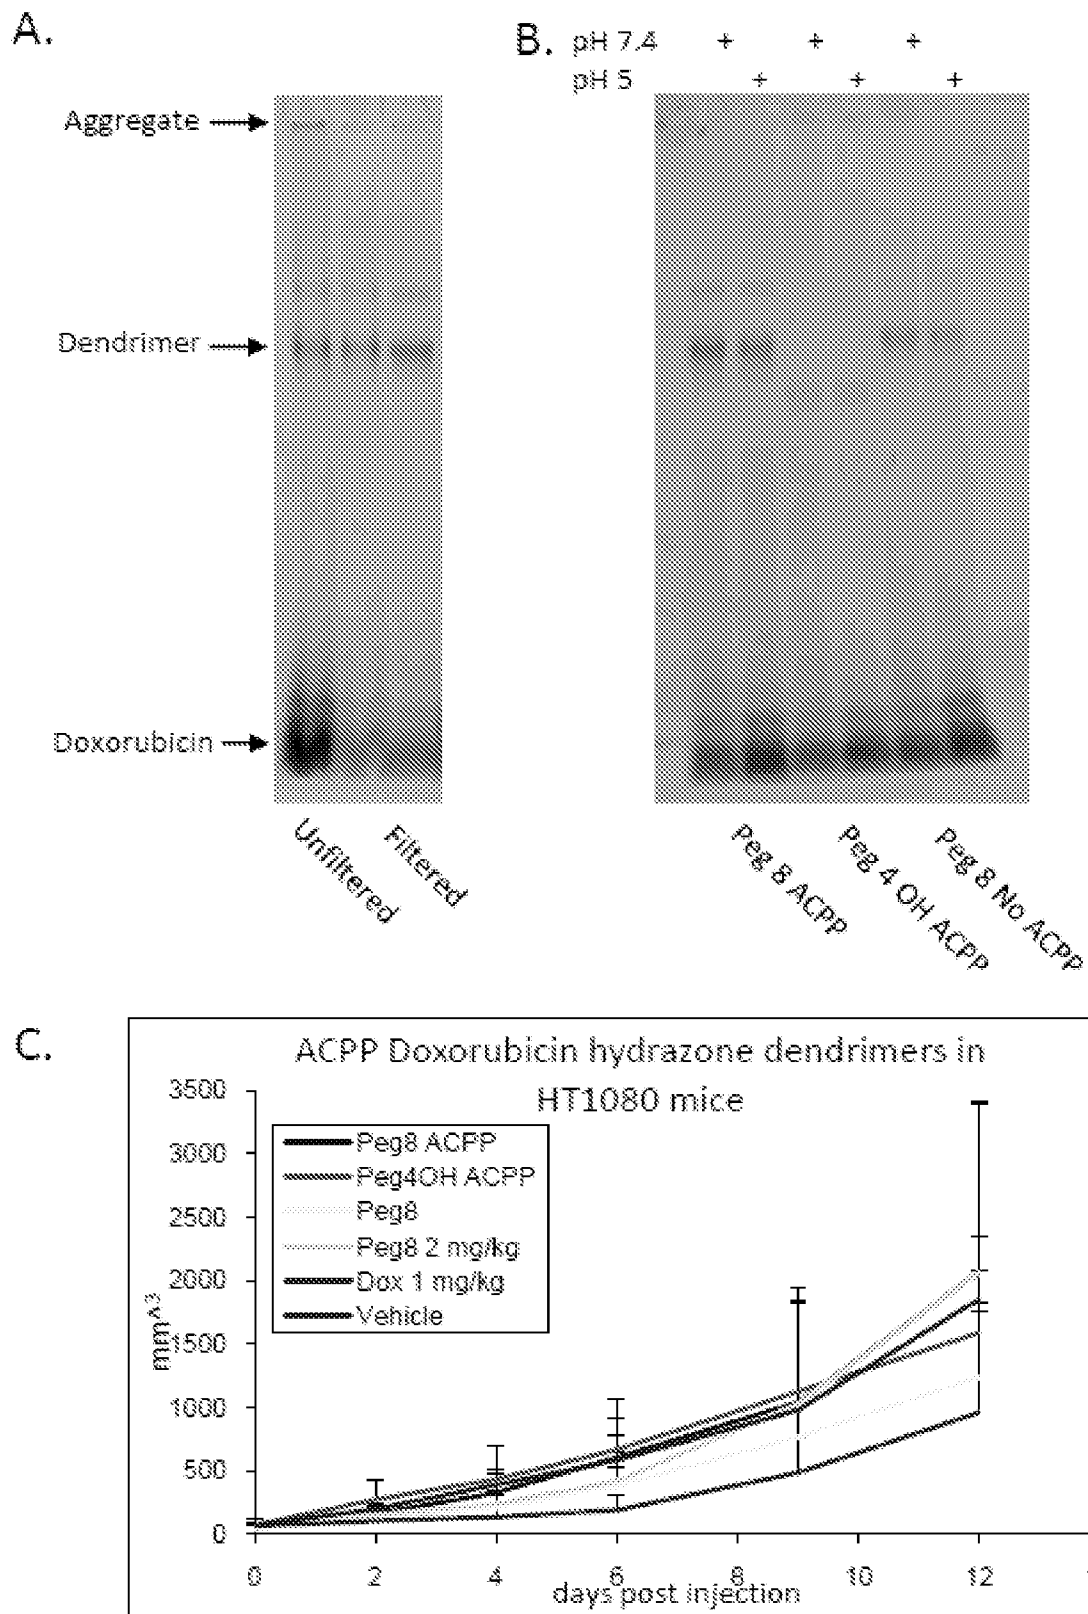 A.
B.
pH 7.4 + + +
pH 5 + + +
Aggregate
Dendrimer
Doxorubicin
Unfiltered
Filtered
Peg 8 ACPP
Peg 4 OH ACPP
Peg 8 No ACPP
C.
ACPP Doxorubicin hydrazone dendrimers in
HT1080 mice
3500
3000
2500
2000
1500
1000
500
0
mm^3
Peg8 ACPP
Peg4OH ACPP
Peg8
Peg8 2 mg/kg
Dox 1 mg/kg
Vehicle
0 2 4 6 8 10 12
days post injection